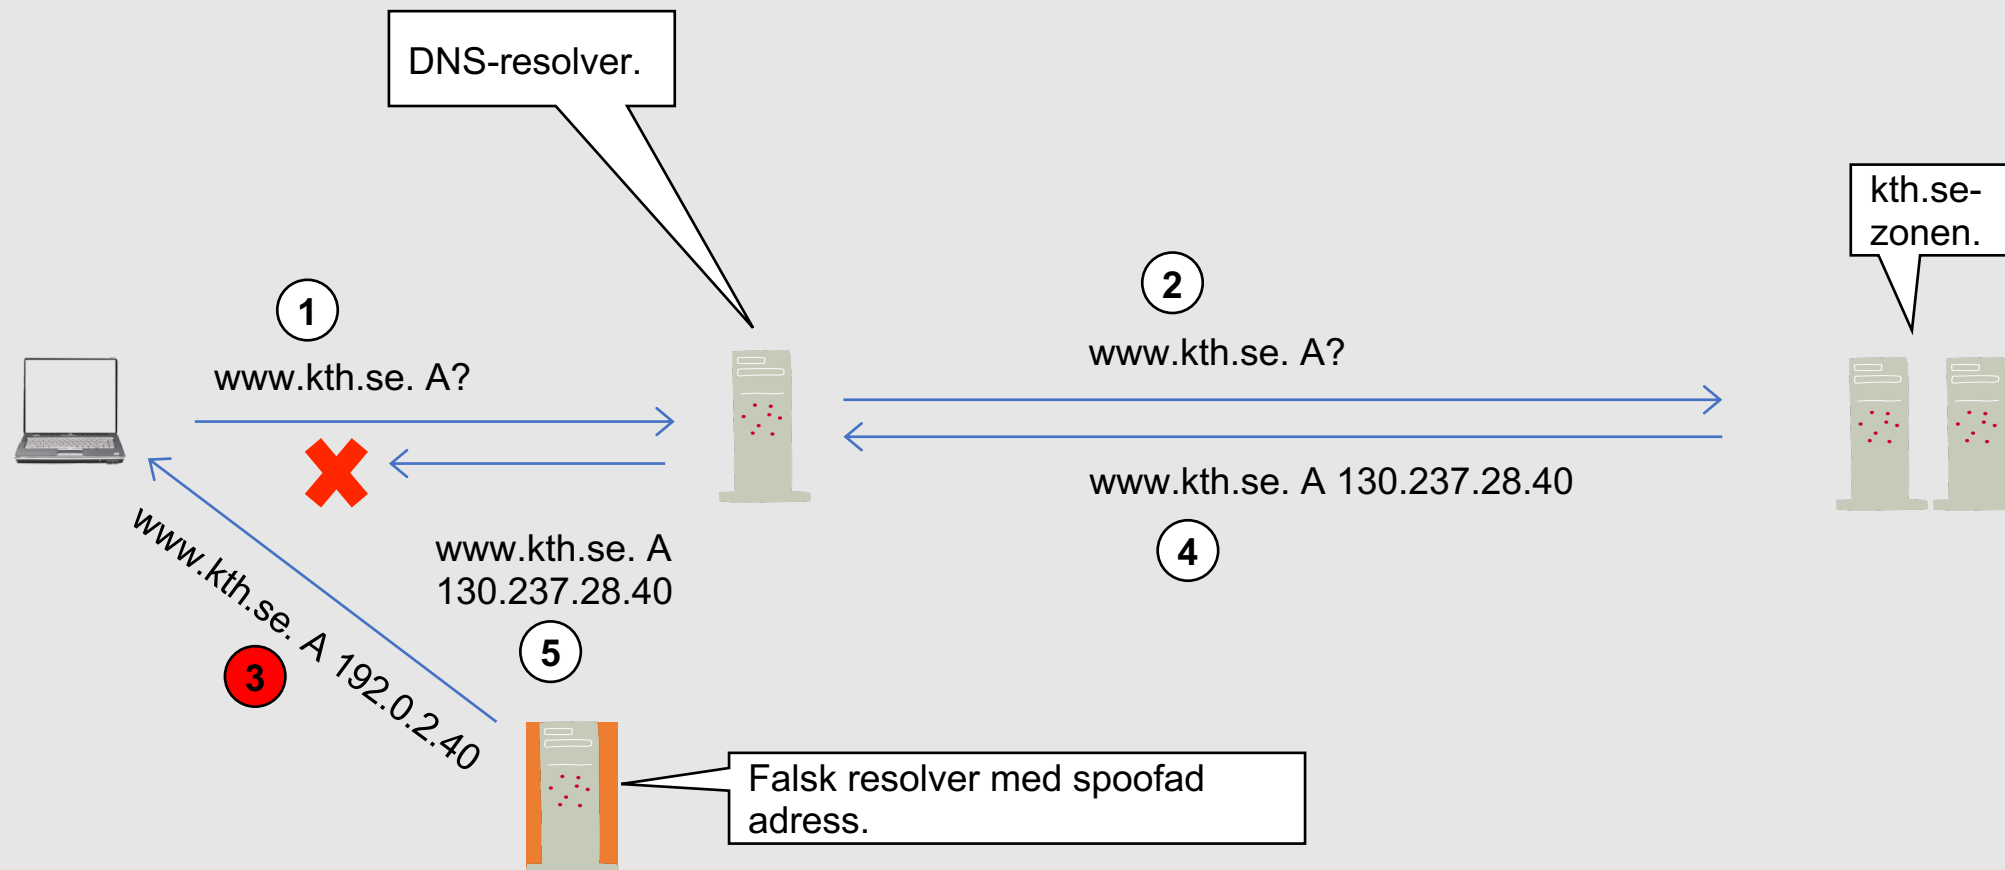 DNS-resolver.
kth.se-
zonen.
1
www.kth.se. A?
2
www.kth.se. A?
www.kth.se. A 130.237.28.40
4
www.kth.se. A
130.237.28.40
5
www.kth.se. A 192.0.2.40
3
Falsk resolver med spoofad
adress.